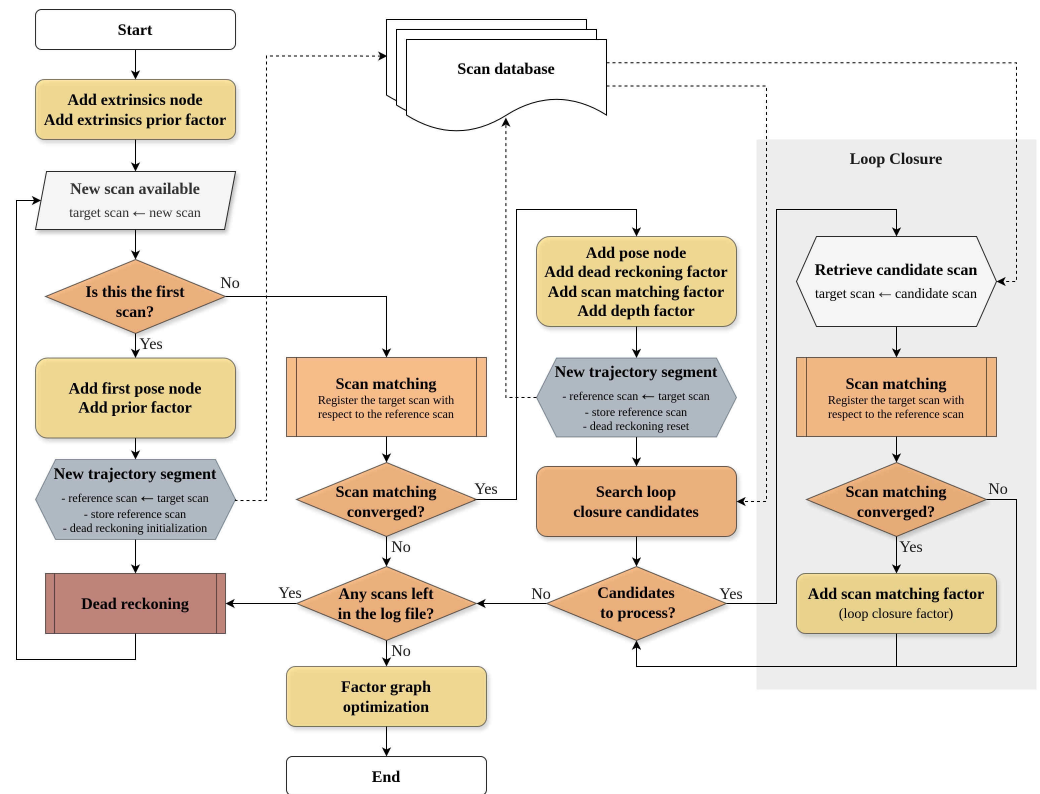 Start
Add extrinsics node
Add extrinsics prior factor
New scan available
target scan ← new scan
Is this the first
scan?
No
Yes
Add first pose node
Add prior factor
New trajectory segment
- reference scan ← target scan
- store reference scan
- dead reckoning initialization
Dead reckoning
Scan database
Scan matching
Register the target scan with
respect to the reference scan
Scan matching
converged?
Yes
No
Any scans left
in the log file?
Yes
No
Factor graph
optimization
End
Add pose node
Add dead reckoning factor
Add scan matching factor
Add depth factor
New trajectory segment
- reference scan ← target scan
- store reference scan
- dead reckoning reset
Search loop
closure candidates
Candidates
to process?
No
Yes
Loop Closure
Retrieve candidate scan
target scan ← candidate scan
Scan matching
Register the target scan with
respect to the reference scan
Scan matching
converged?
No
Yes
Add scan matching factor
(loop closure factor)